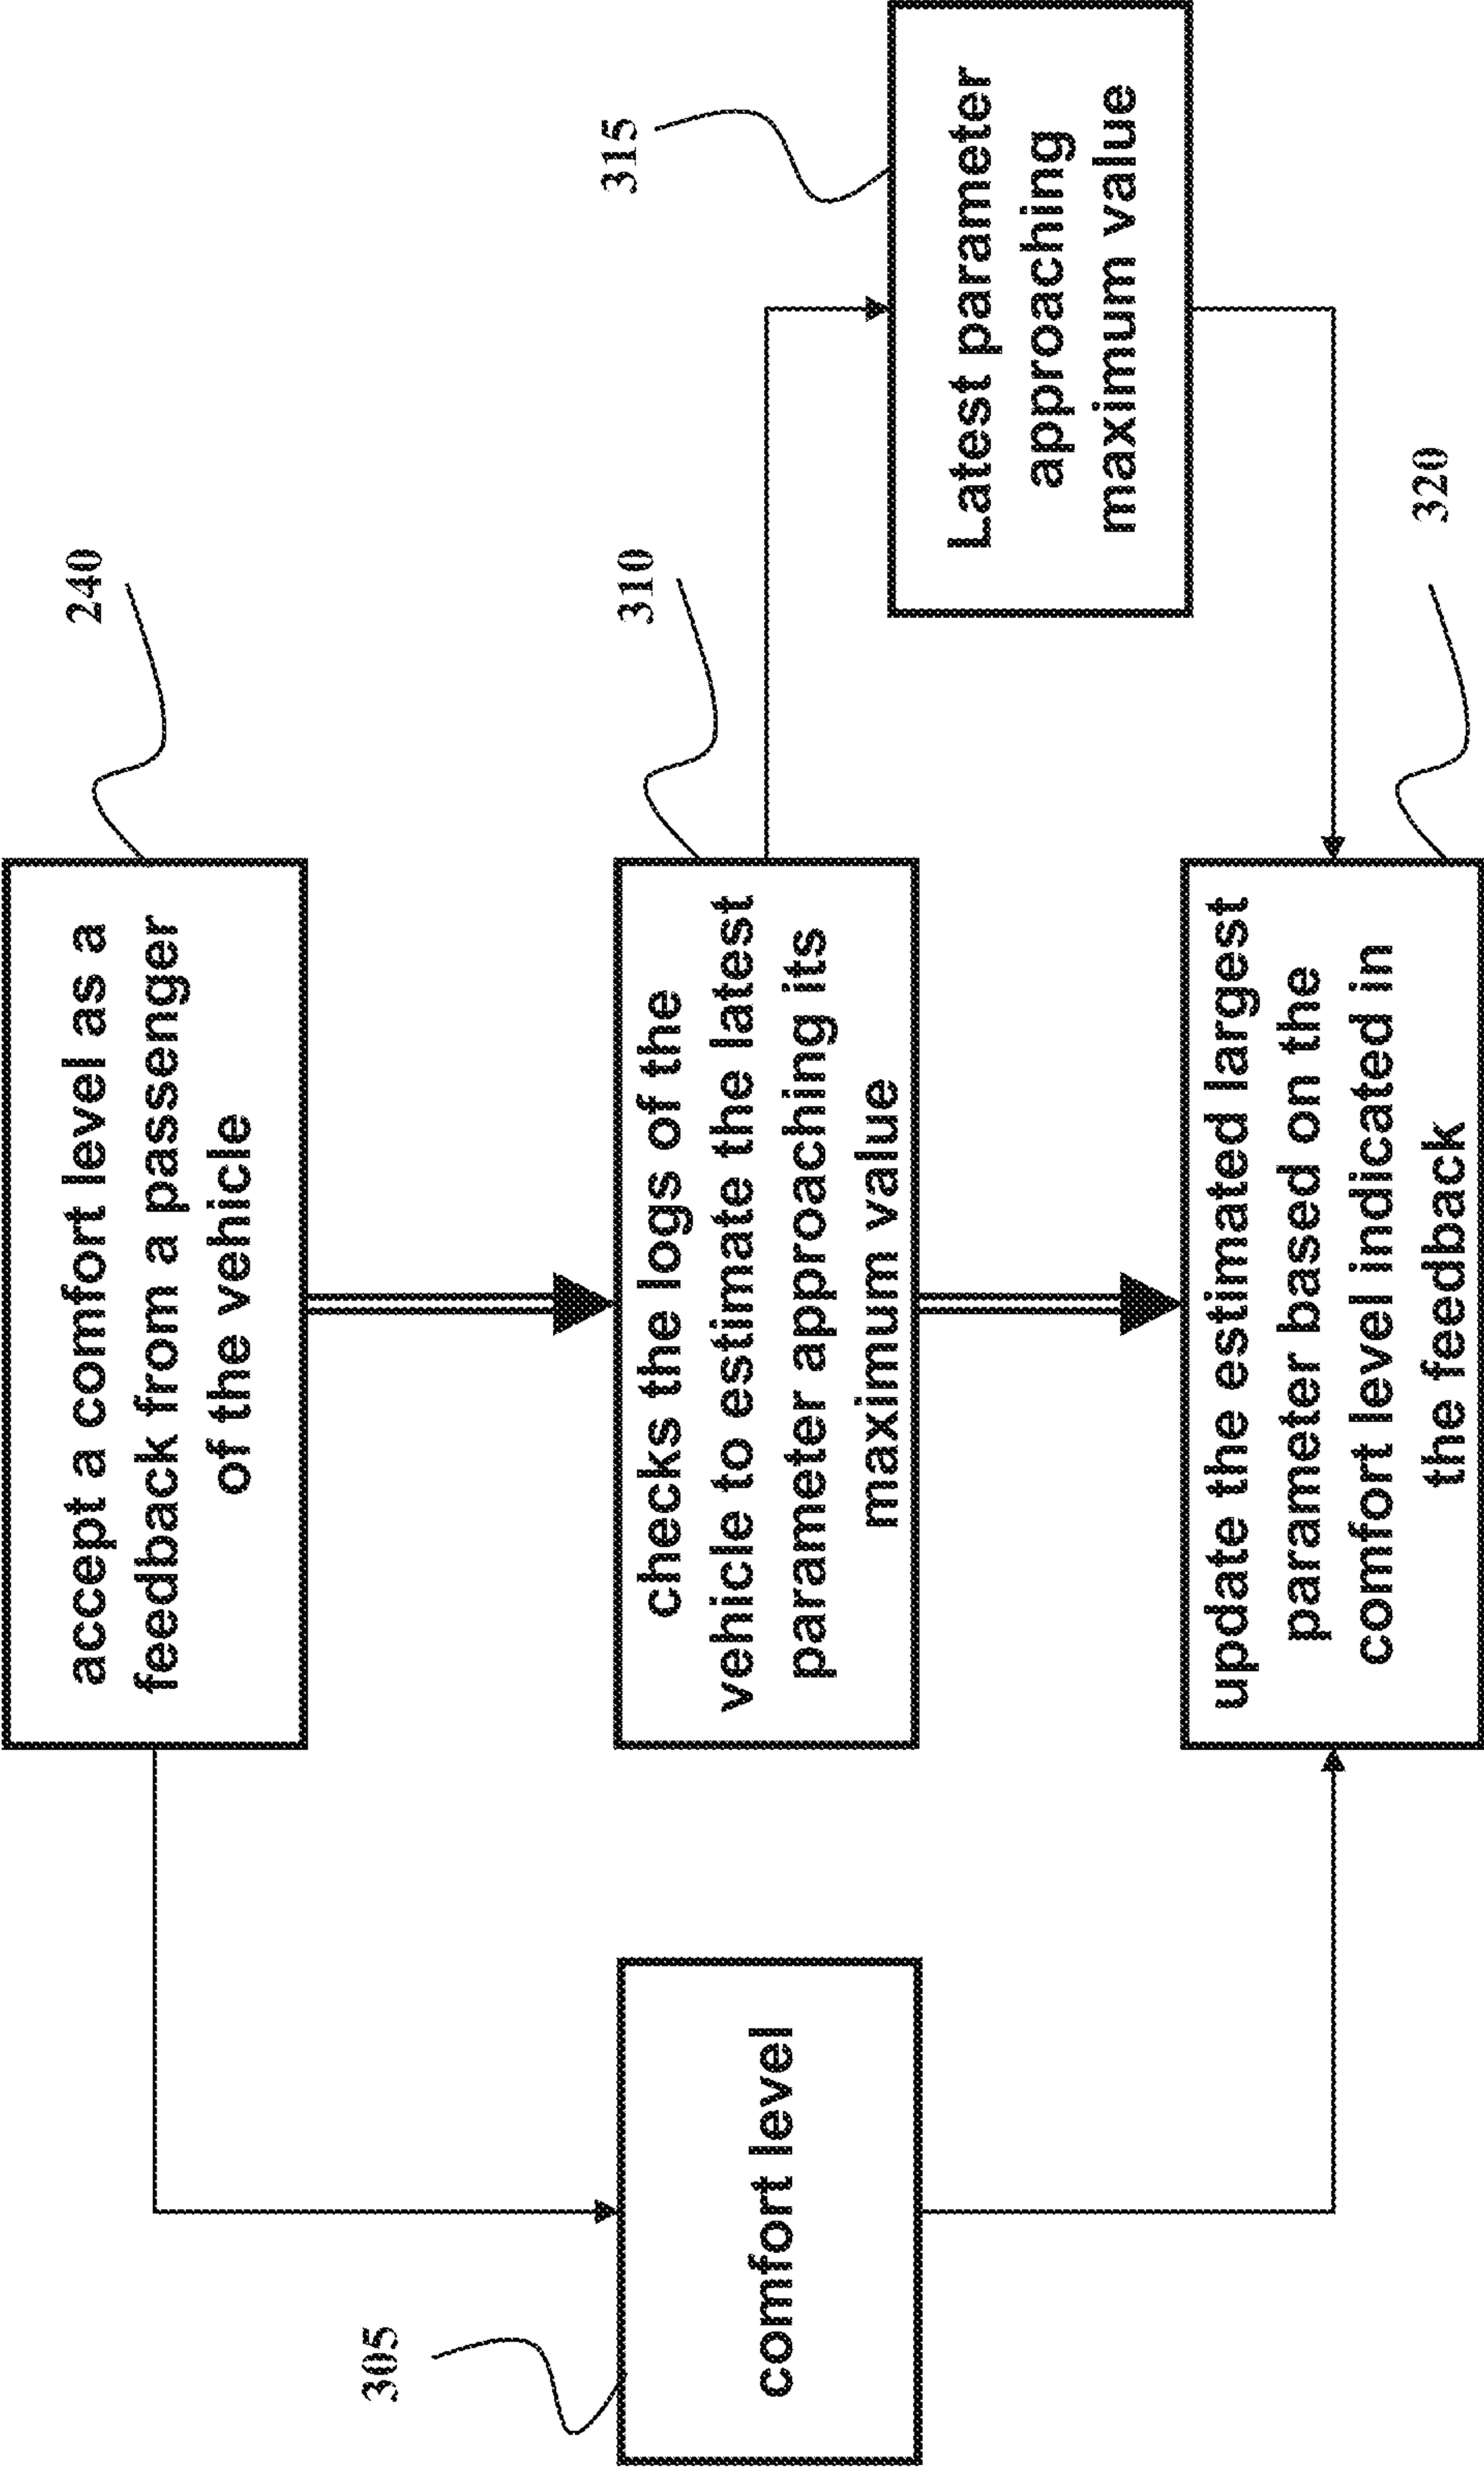 240
accept a comfort level as a
feedback from a passenger
of the vehicle
305
comfort level
310
checks the logs of the
vehicle to estimate the latest
parameter approaching its
maximum value
315
Latest parameter
approaching
maximum value
320
update the estimated largest
parameter based on the
comfort level indicated in
the feedback